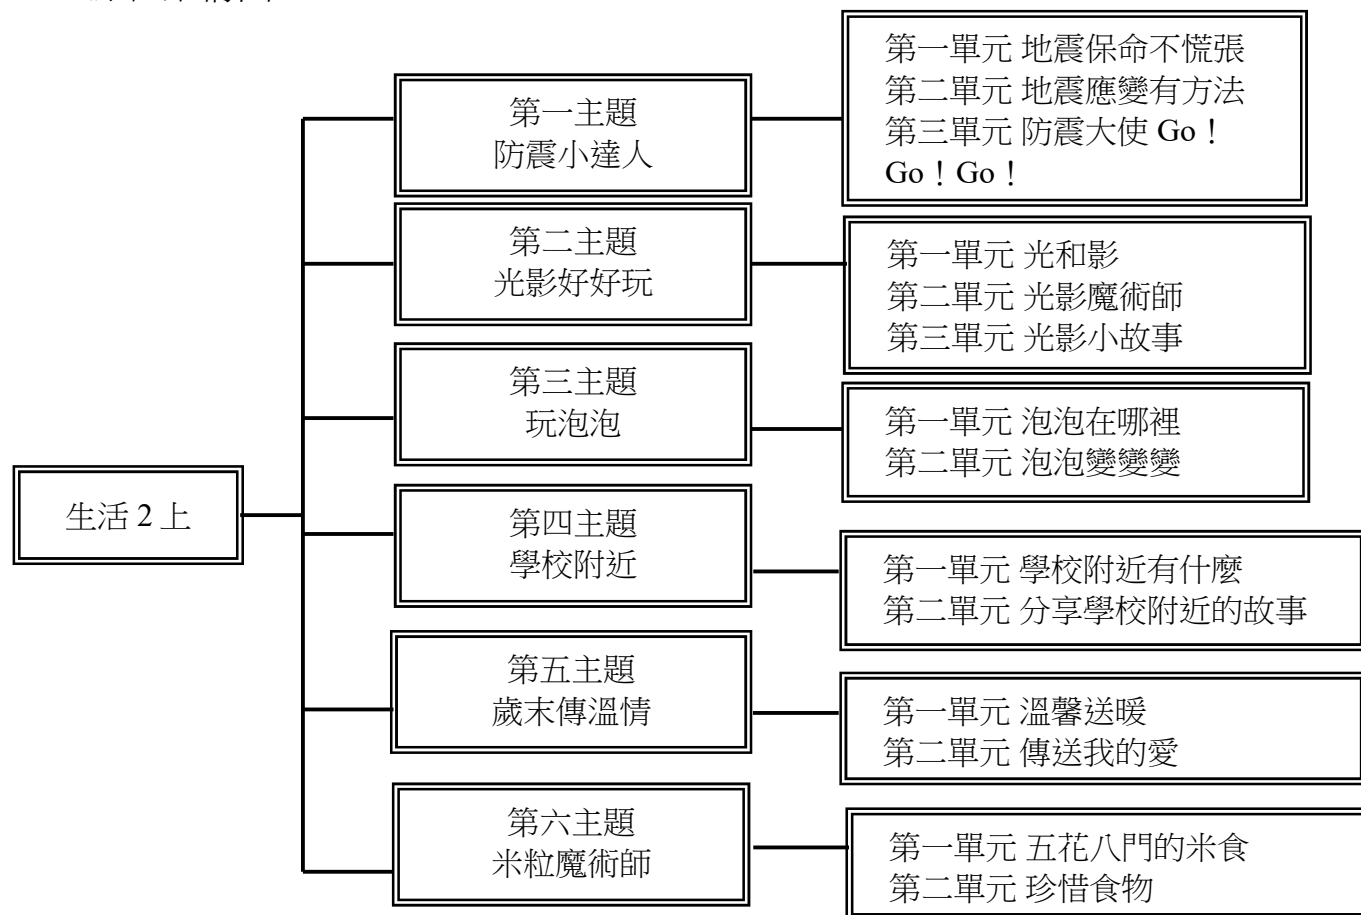 生活 2 上
第一主題
防震小達人
第一單元 地震保命不慌張
第二單元 地震應變有方法
第三單元 防震大使 Go！
Go！Go！
第二主題
光影好好玩
第一單元 光和影
第二單元 光影魔術師
第三單元 光影小故事
第三主題
玩泡泡
第一單元 泡泡在哪裡
第二單元 泡泡變變變
第四主題
學校附近
第一單元 學校附近有什麼
第二單元 分享學校附近的故事
第五主題
歲末傳溫情
第一單元 溫馨送暖
第二單元 傳送我的愛
第六主題
米粒魔術師
第一單元 五花八門的米食
第二單元 珍惜食物